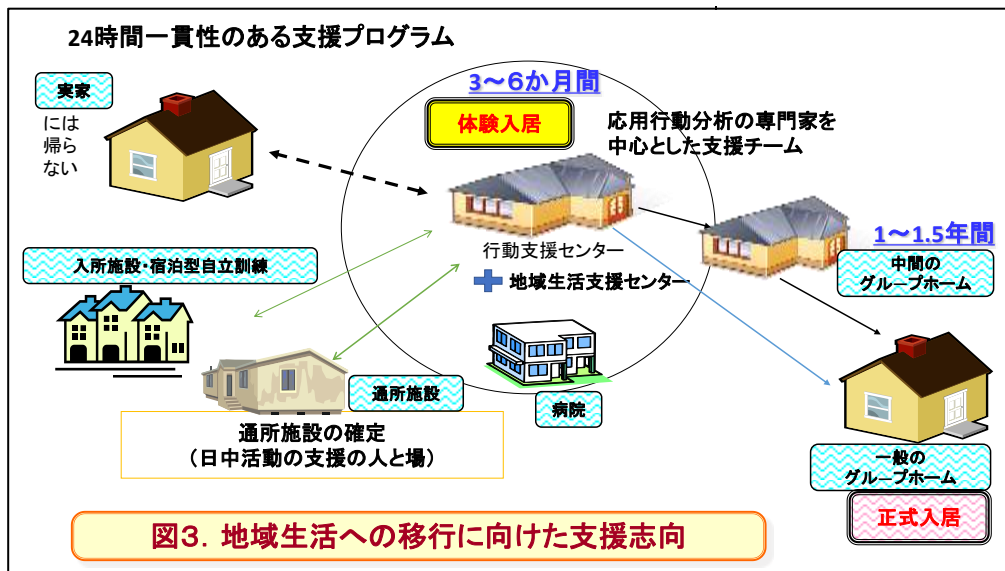 24時間一貫性のある支援プログラム
実家
には
帰ら
ない
3～6か月間
体験入居
応用行動分析の専門家を
中心とした支援チーム
行動支援センター
地域生活支援センター
1～1.5年間
中間の
グループホーム
入所施設・宿泊型自立訓練
通所施設
通所施設の確定
（日中活動の支援の人と場）
病院
一般の
グループホーム
正式入居
図３．地域生活への移行に向けた支援志向